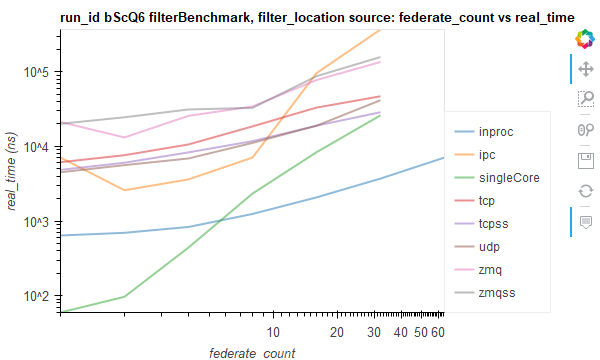 run_id bScQ6 filterBenchmark, filter_location source: federate_count vs real_time
real_time (ns)
10^5
10^4
10^3
10^2
10
20
30
40
50
60
federate_count
inproc
ipc
singleCore
tcp
tcpss
udp
zmq
zmqss